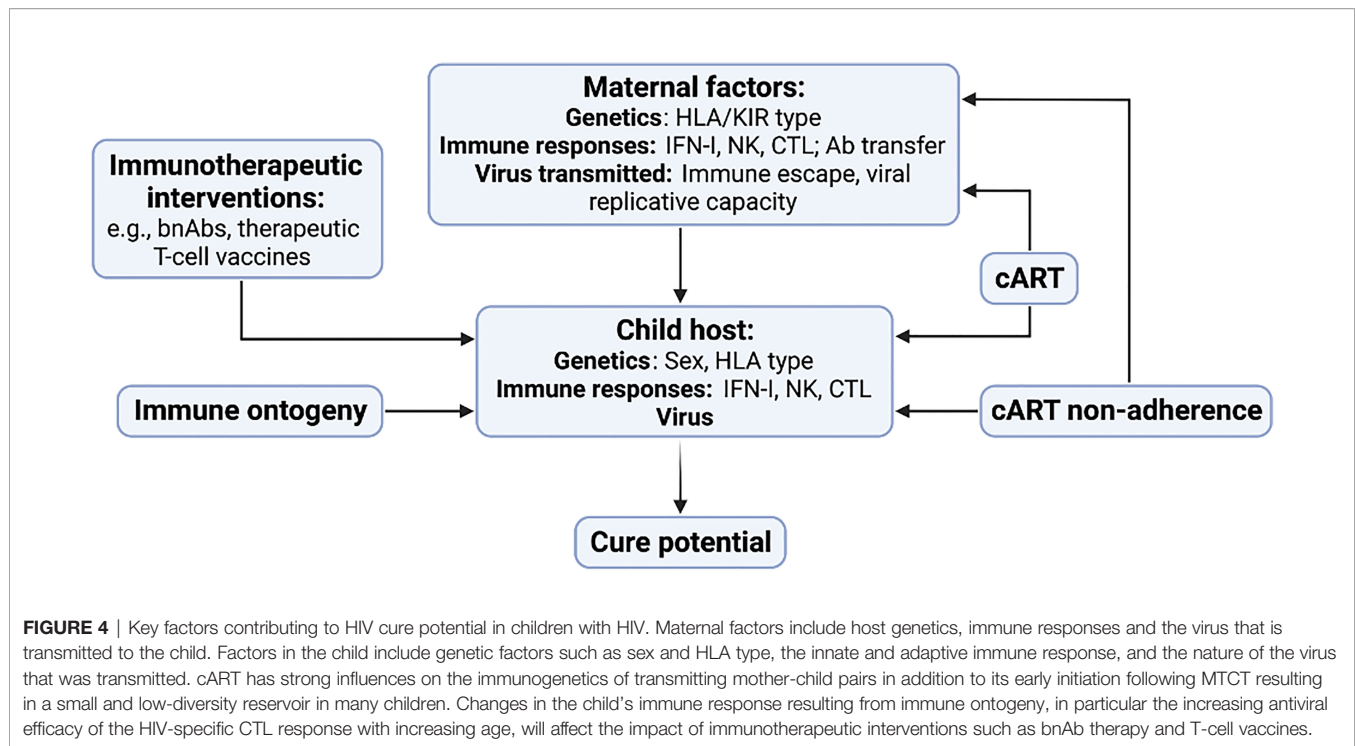 Maternal factors:
Genetics: HLA/KIR type
Immune responses: IFN-I, NK, CTL; Ab transfer
Virus transmitted: Immune escape, viral
replicative capacity
Immunotherapeutic
interventions:
e.g., bnAbs, therapeutic
T-cell vaccines
cART
Child host:
Genetics: Sex, HLA type
Immune responses: IFN-I, NK, CTL
Virus
Immune ontogeny
cART non-adherence
Cure potential
FIGURE 4 | Key factors contributing to HIV cure potential in children with HIV. Maternal factors include host genetics, immune responses and the virus that is
transmitted to the child. Factors in the child include genetic factors such as sex and HLA type, the innate and adaptive immune response, and the nature of the virus
that was transmitted. cART has strong influences on the immunogenetics of transmitting mother-child pairs in addition to its early initiation following MTCT resulting
in a small and low-diversity reservoir in many children. Changes in the child's immune response resulting from immune ontogeny, in particular the increasing antiviral
efficacy of the HIV-specific CTL response with increasing age, will affect the impact of immunotherapeutic interventions such as bnAb therapy and T-cell vaccines.